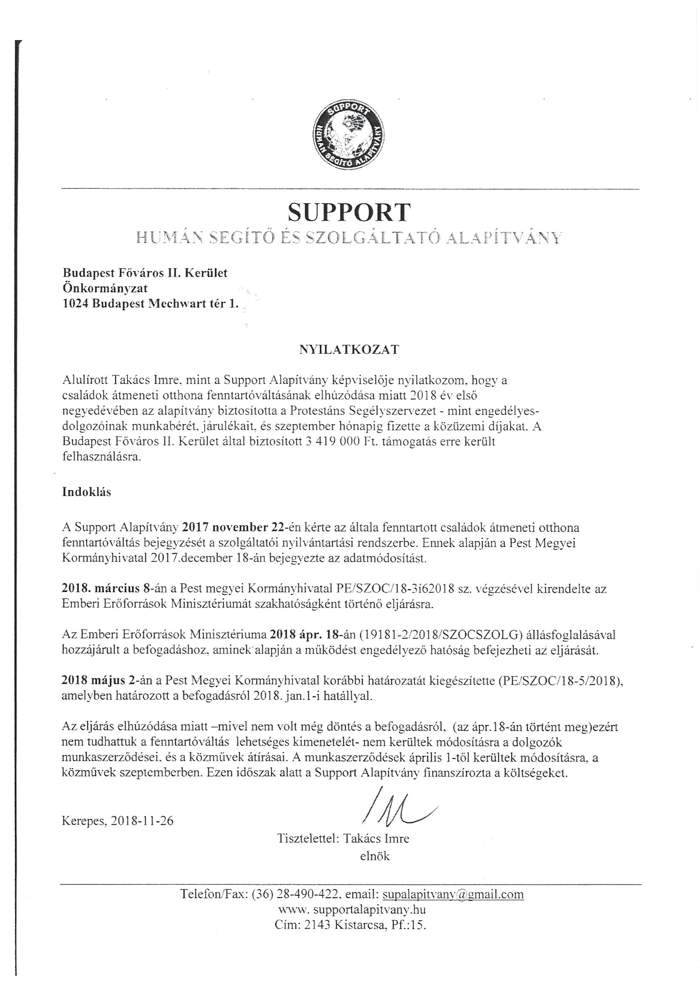 SUPPORT
HUMÁN SEGÍTŐ ALAPÍTVÁNY
SUPPORT
HUMÁN SEGÍTŐ ÉS SZOLGÁLTATÓ ALAPÍTVÁNY
Budapest Főváros II. Kerület
Önkormányzat
1024 Budapest Mechwart tér 1.
NYILATKOZAT
Alulírott Takács Imre, mint a Support Alapítvány képviselője nyilatkozom, hogy a
családok átmeneti otthona fenntartóváltásának elhúzódása miatt 2018 év első
negyedévében az alapítvány biztosította a Protestáns Segélyszervezet - mint engedélyes-
dolgozóinak munkabérét, járulékait, és szeptember hónapig fizette a közüzemi díjakat. A
Budapest Főváros II. Kerület által biztosított 3 419 000 Ft. támogatás erre került
felhasználásra.
Indoklás
A Support Alapítvány 2017 november 22-én kérte az általa fenntartott családok átmeneti otthona
fenntartóváltás bejegyzését a szolgáltatói nyilvántartási rendszerbe. Ennek alapján a Pest Megyei
Kormányhivatal 2017.december 18-án bejegyezte az adatmódosítást.
2018. március 8-án a Pest megyei Kormányhivatal PE/SZOC/18-3í62018 sz. végzésével kirendelte az
Emberi Erőforrások Minisztériumát szakhatóságként történő eljárásra.
Az Emberi Erőforrások Minisztériuma 2018 ápr. 18-án (19181-2/2018/SZOCSZOLG) állásfoglalásával
hozzájárult a befogadáshoz, aminek alapján a működést engedélyező hatóság befejezheti az eljárását.
2018 május 2-án a Pest Megyei Kormányhivatal korábbi határozatát kiegészítette (PE/SZOC/18-5/2018),
amelyben határozott a befogadásról 2018. jan.1-i hatállyal.
Az eljárás elhúzódása miatt –mivel nem volt még döntés a befogadásról, (az ápr.18-án történt meg)ezért
nem tudhattuk a fenntartóváltás lehetséges kimenetelét- nem kerültek módosításra a dolgozók
munkaszerződései, és a közművek átírásai. A munkaszerződések április 1-től kerültek módosításra, a
közművek szeptemberben. Ezen időszak alatt a Support Alapítvány finanszírozta a költségeket.
Kerepes, 2018-11-26
Tisztelettel: Takács Imre
elnök
Telefon/Fax: (36) 28-490-422, email: supalapitvany@gmail.com
www. supportalapitvany.hu
Cím: 2143 Kistarcsa, Pf.:15.